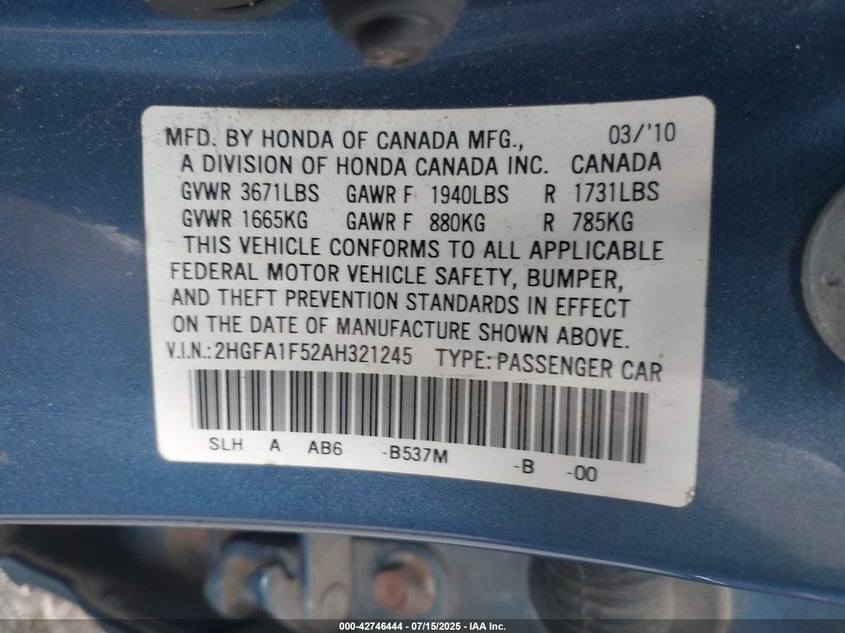 MFD. BY HONDA OF CANADA MFG., 03/'10
A DIVISION OF HONDA CANADA INC. CANADA
GVWR 3671LBS GAWR F 1940LBS R 1731LBS
GVWR 1665KG GAWR F 880KG R 785KG
THIS VEHICLE CONFORMS TO ALL APPLICABLE
FEDERAL MOTOR VEHICLE SAFETY, BUMPER,
AND THEFT PREVENTION STANDARDS IN EFFECT
ON THE DATE OF MANUFACTURE SHOWN ABOVE.
V.I.N.:2HGFA1F52AH321245 TYPE:PASSENGER CAR
SLH A AB6 -B537M -B -00
000-42746444 - 07/15/2025 - IAA Inc.